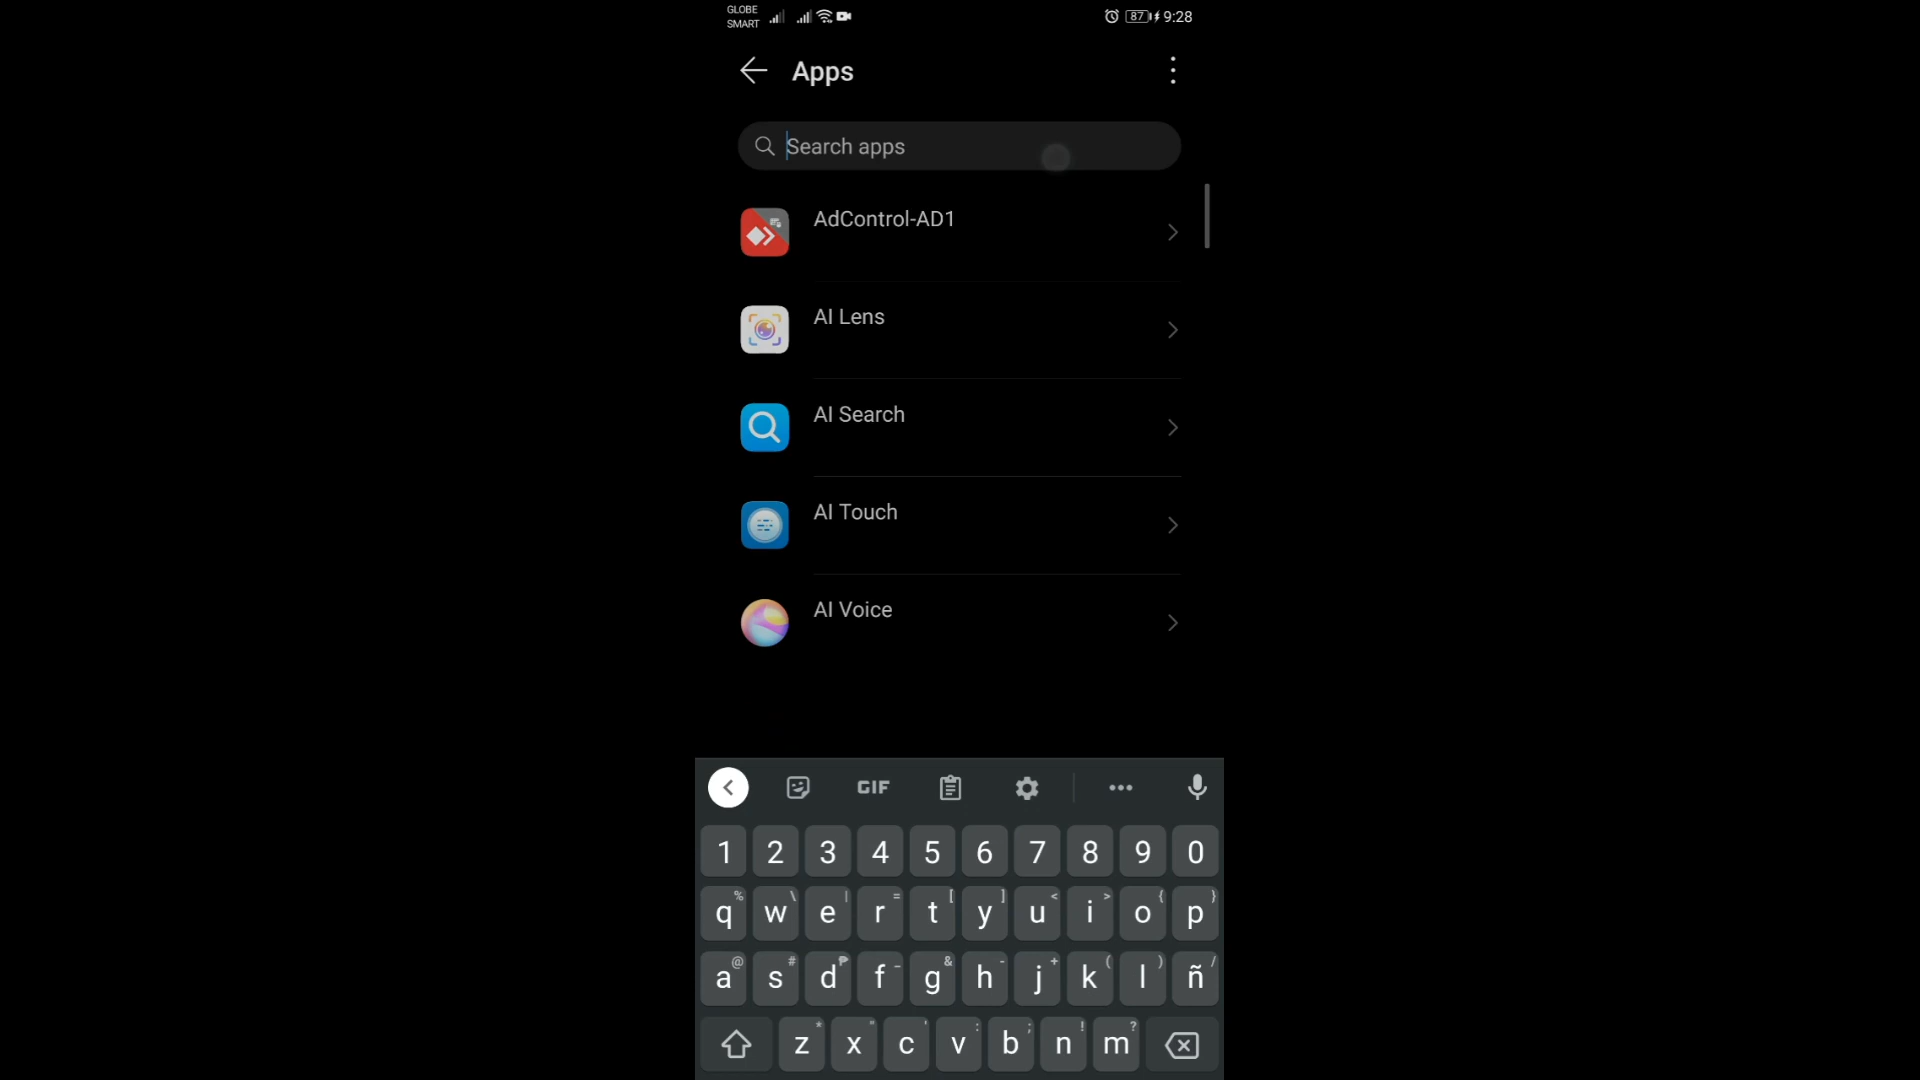 GLOBE
SMART
87 9:28
Apps
Search apps
AdControl-AD1
AI Lens
AI Search
AI Touch
AI Voice
GIF
1 2 3 4 5 6 7 8 9 0
% \ | = [ ] < > { }
q w e r t y u i o p
@ # ₱ _ & - + ( ) /
a s d f g h j k l ñ
* " ' : ; ! ?
z x c v b n m